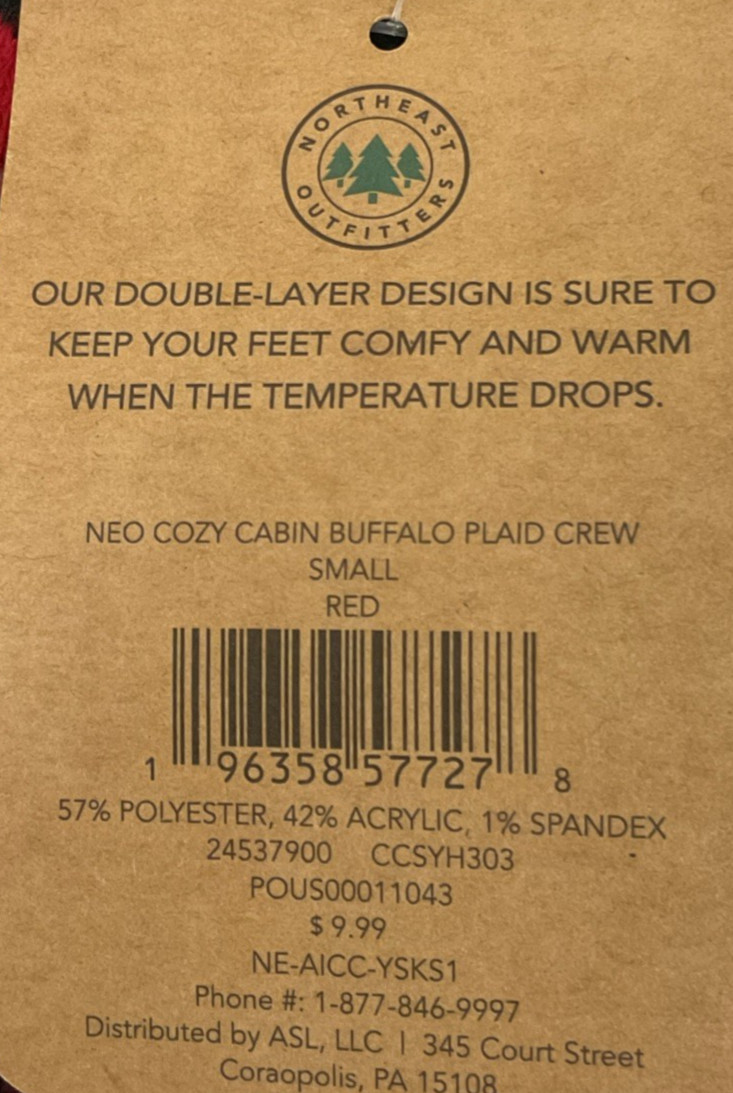 NORTHEAST
OUTFITTERS
OUR DOUBLE-LAYER DESIGN IS SURE TO
KEEP YOUR FEET COMFY AND WARM
WHEN THE TEMPERATURE DROPS.
NEO COZY CABIN BUFFALO PLAID CREW
SMALL
RED
1 96358 57727 8
57% POLYESTER, 42% ACRYLIC, 1% SPANDEX
24537900 CCSYH303
POUS00011043
$ 9.99
NE-AICC-YSKS1
Phone #: 1-877-846-9997
Distributed by ASL, LLC | 345 Court Street
Coraopolis, PA 15108